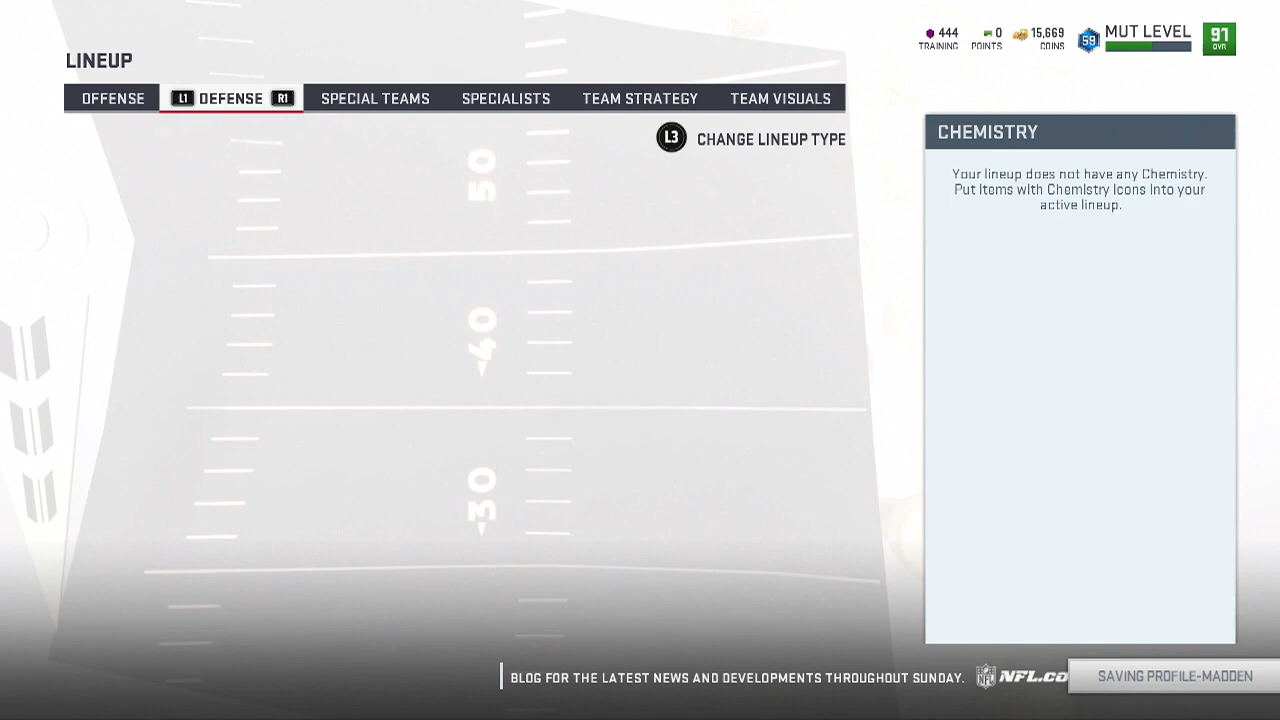 444
TRAINING
0
POINTS
15,669
COINS
59
MUT LEVEL
91
OVR
LINEUP
OFFENSE
L1 DEFENSE R1
SPECIAL TEAMS
SPECIALISTS
TEAM STRATEGY
TEAM VISUALS
L3 CHANGE LINEUP TYPE
CHEMISTRY
Your lineup does not have any Chemistry.
Put items with Chemistry icons into your
active lineup.
50
40
30
BLOG FOR THE LATEST NEWS AND DEVELOPMENTS THROUGHOUT SUNDAY.
NFL NFL.CO
SAVING PROFILE-MADDEN